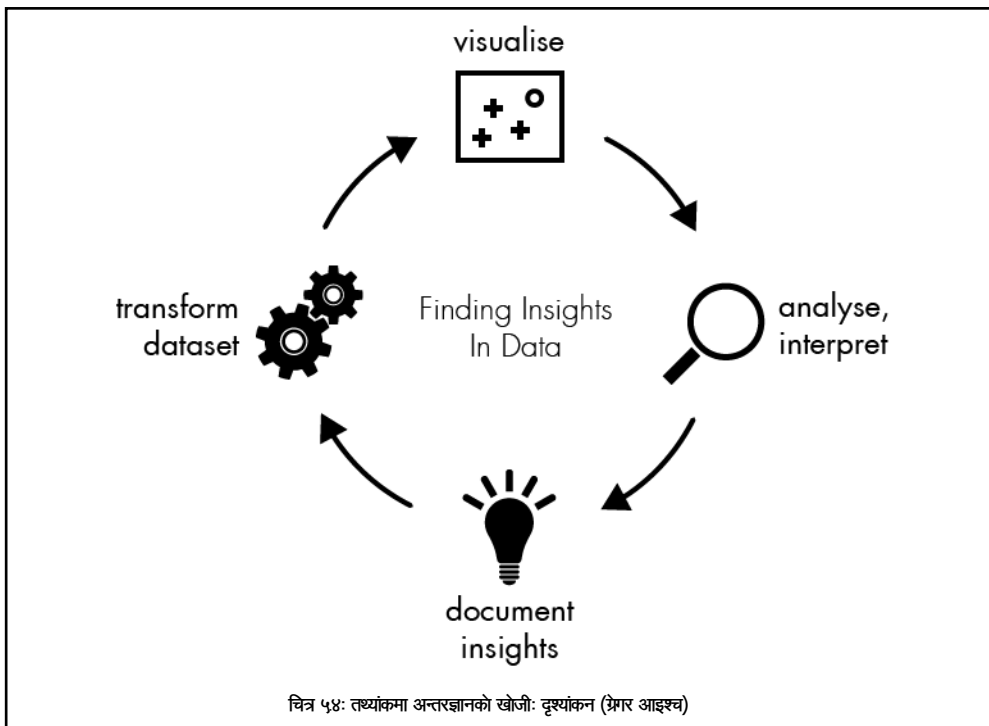 visualise
transform
dataset
Finding Insights
In Data
analyse,
interpret
document
insights
चित्र ५४ः तथ्यांकमा अन्तरज्ञानको खोजीः दृश्यांकन (ग्रेगर आइश्च)